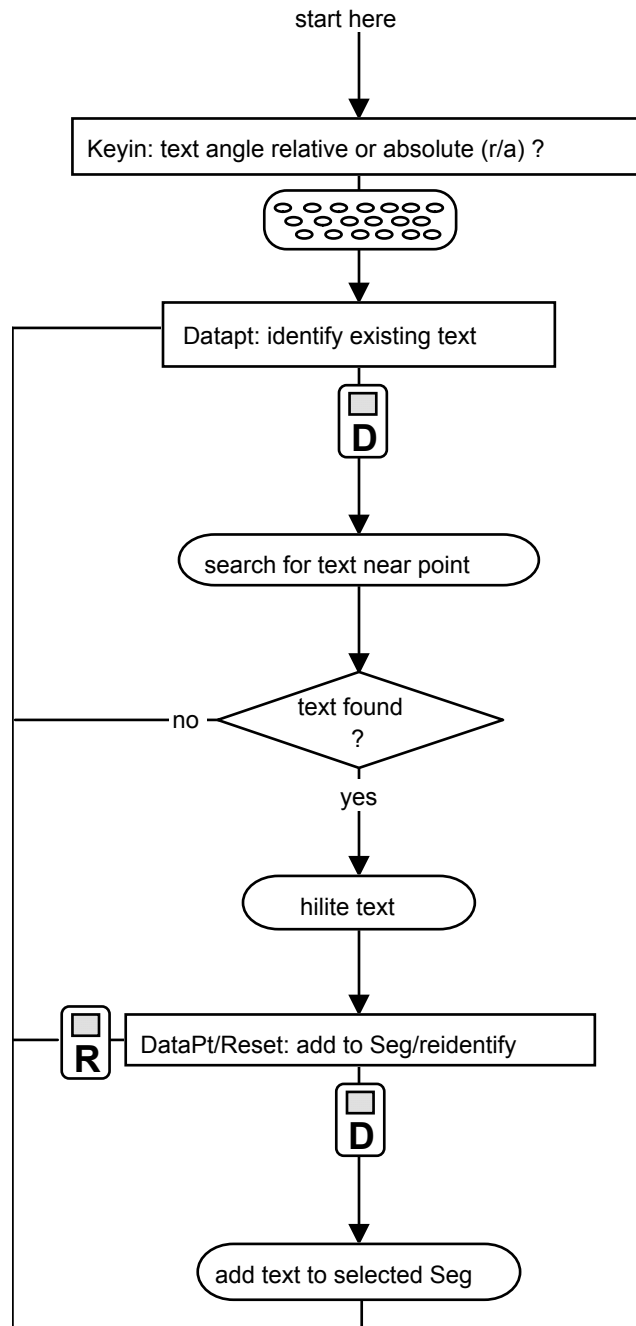 start here
Keyin: text angle relative or absolute (r/a) ?
Datapt: identify existing text
D
search for text near point
text found
?
no
yes
hilite text
R
DataPt/Reset: add to Seg/reidentify
D
add text to selected Seg